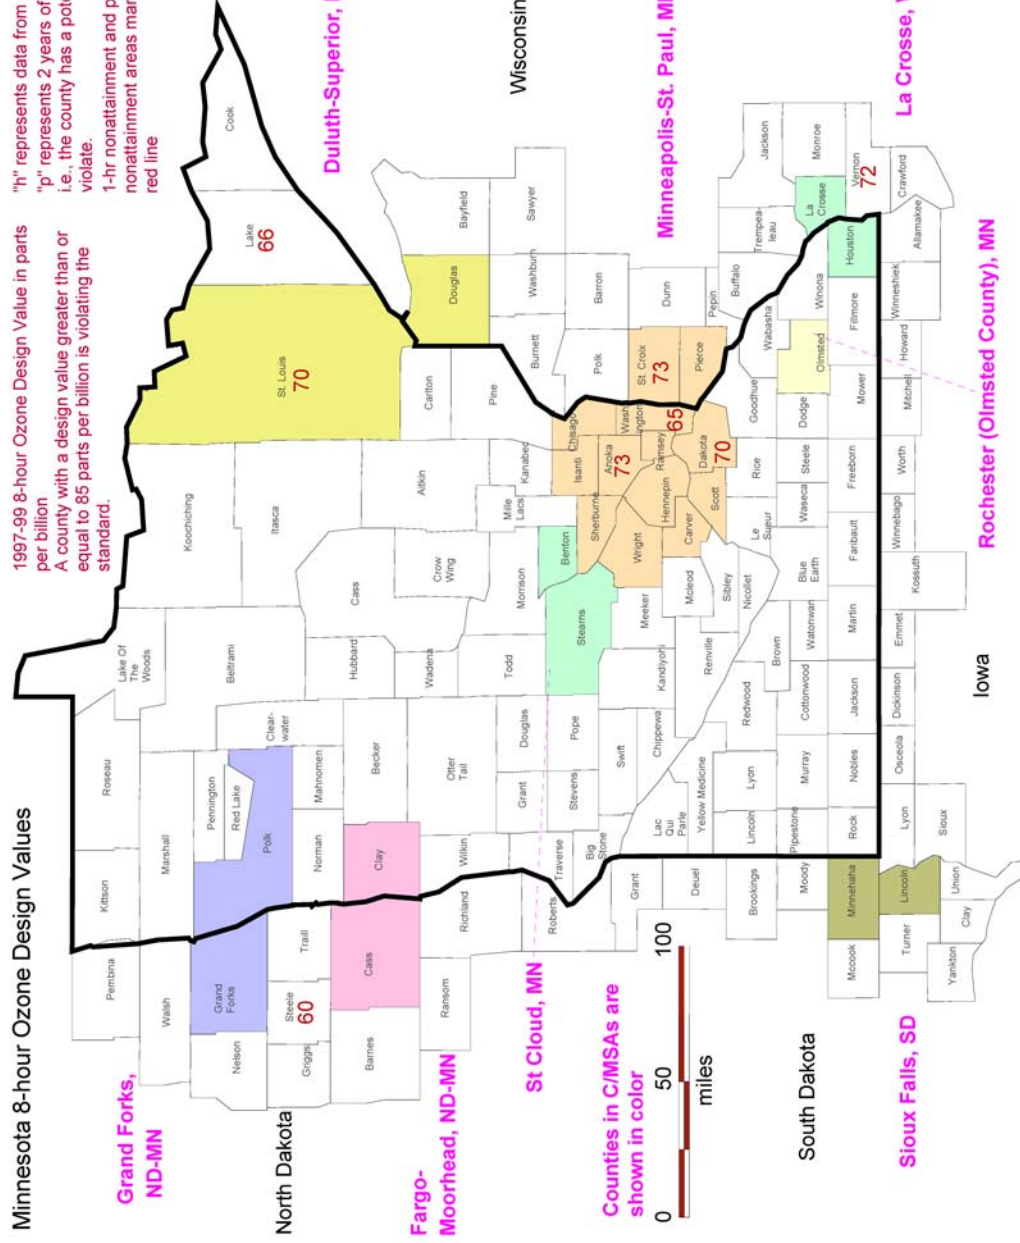 Minnesota 8-hour Ozone Design Values
1997-99 8-hour Ozone Design Value in parts
per billion
A county with a design value greater than or
equal to 85 parts per billion is violating the
standard.
"h" represents data from
"p" represents 2 years of
i.e., the county has a pote
violate.
1-hr nonattainment and p
nonattainment areas mar
red line
Grand Forks,
ND-MN
North Dakota
Fargo-
Moorhead, ND-MN
St Cloud, MN
Counties in C/MSAs are
shown in color
0 50 100
miles
South Dakota
Sioux Falls, SD
Iowa
Rochester (Olmsted County), MN
La Crosse,
Minneapolis-St. Paul, M
Wisconsin
Duluth-Superior,
Pembina
Walsh
Grand
Forks
Nelson
Griggs
Steele
60
Traill
Barnes
Cass
Ransom
Richland
Kittson
Roseau
Lake Of
The
Woods
Marshall
Pennington
Red Lake
Polk
Clear-
water
Beltrami
Koochiching
Itasca
St. Louis
70
Lake
66
Cook
Norman
Mahnomen
Clay
Becker
Hubbard
Cass
Wilkin
Otter
Tail
Wadena
Crow
Wing
Aitkin
Carlton
Pine
Traverse
Grant
Douglas
Todd
Morrison
Mille
Lacs
Kanabec
Big
Stone
Stevens
Pope
Stearns
Benton
Sherburne
Isanti
Chisago
Anoka
73
Wash
ington
65
Ramsey
Hennepin
Wright
Carver
Scott
Dakota
70
Swift
Kandiyohi
Meeker
Mcleod
Chippewa
Renville
Sibley
Nicollet
Le
Sueur
Rice
Goodhue
Wabasha
Lac
Qui
Parle
Yellow Medicine
Lincoln
Lyon
Redwood
Brown
Pipestone
Murray
Cottonwood
Watonwan
Blue
Earth
Waseca
Steele
Dodge
Olmsted
Winona
Rock
Nobles
Jackson
Martin
Faribault
Freeborn
Mower
Fillmore
Houston
Roberts
Grant
Deuel
Brookings
Moody
Mccook
Minnehaha
Turner
Lincoln
Yankton
Clay
Union
Lyon
Sioux
Osceola
Dickinson
Emmet
Kossuth
Winnebago
Worth
Mitchell
Howard
Winneshiek
Allamakee
Douglas
Bayfield
Burnett
Washburn
Sawyer
Polk
Barron
St. Croix
73
Pierce
Dunn
Pepin
Buffalo
Trempea-
leau
Jackson
La
Crosse
Monroe
Vernon
72
Crawford